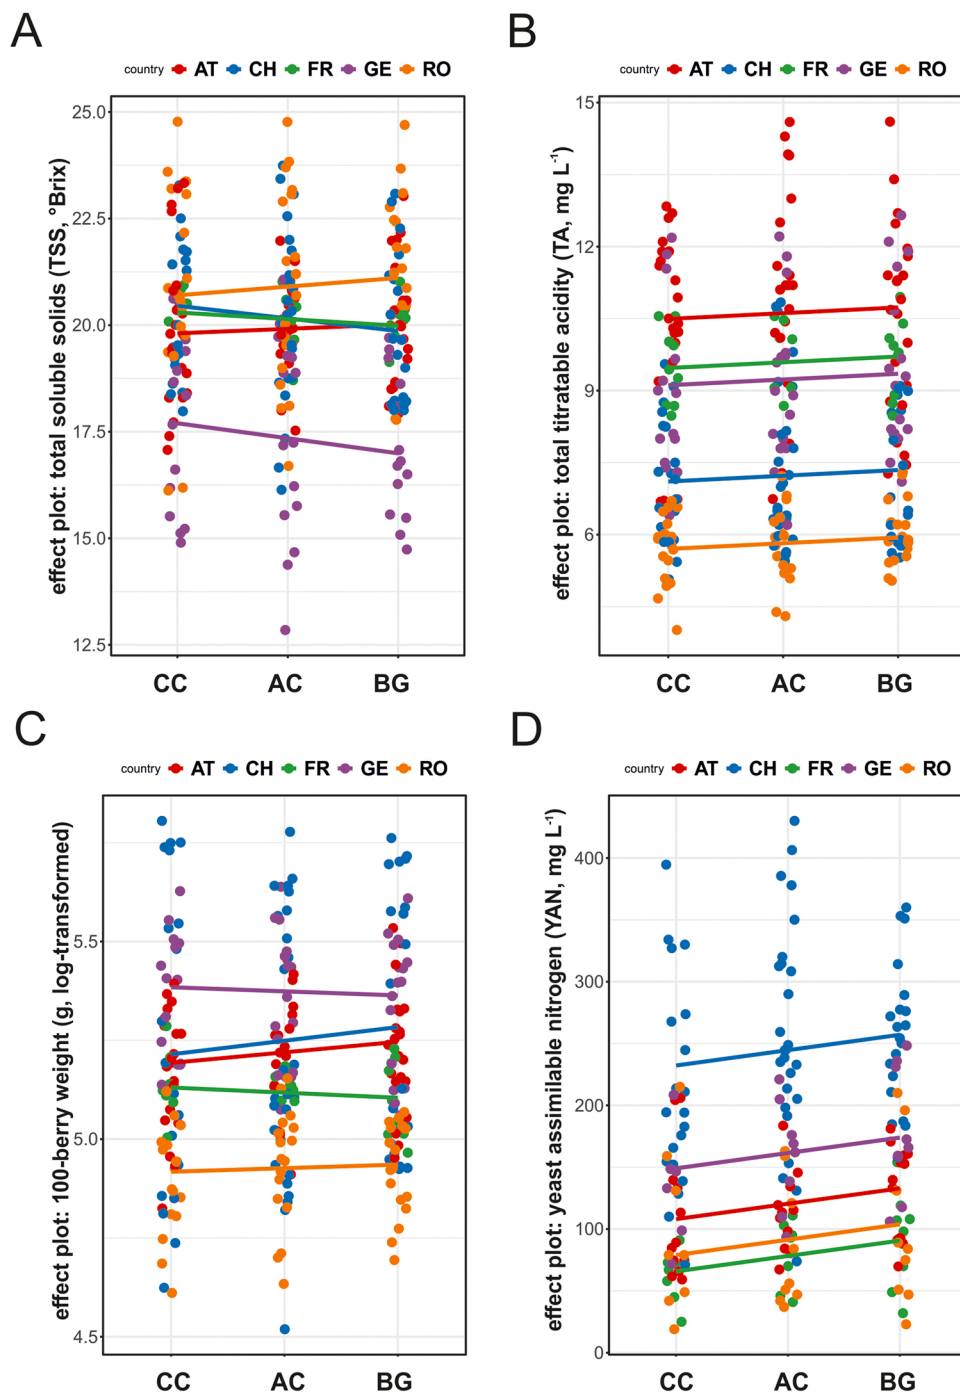 A
B
country AT CH FR GE RO
country AT CH FR GE RO
effect plot: total soluble solids (TSS, °Brix)
25.0
22.5
20.0
17.5
15.0
12.5
CC AC BG
effect plot: total titratable acidity (TA, mg L⁻¹)
15
12
9
6
CC AC BG
C
D
country AT CH FR GE RO
country AT CH FR GE RO
effect plot: 100-berry weight (g, log-transformed)
5.5
5.0
4.5
CC AC BG
effect plot: yeast assimilable nitrogen (YAN, mg L⁻¹)
400
300
200
100
0
CC AC BG